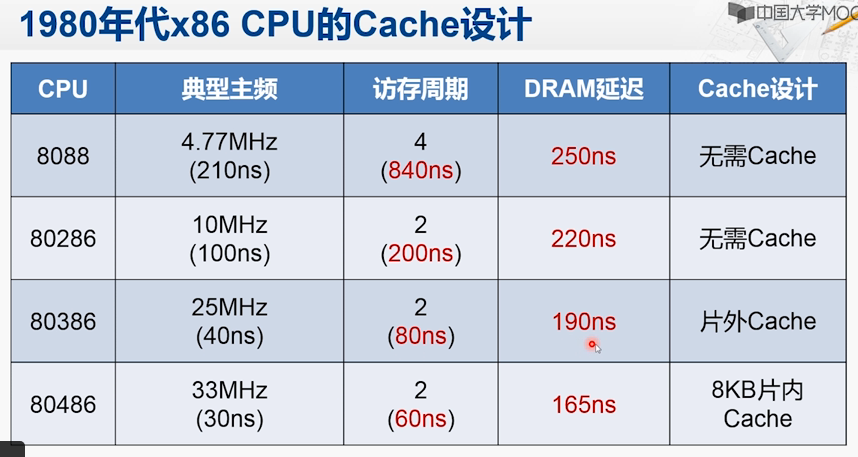 1980年代x86 CPU的Cache设计
中国大学MOO
CPU 典型主频 访存周期 DRAM延迟 Cache设计
8088 4.77MHz (210ns) 4 (840ns) 250ns 无需Cache
80286 10MHz (100ns) 2 (200ns) 220ns 无需Cache
80386 25MHz (40ns) 2 (80ns) 190ns 片外Cache
80486 33MHz (30ns) 2 (60ns) 165ns 8KB片内 Cache